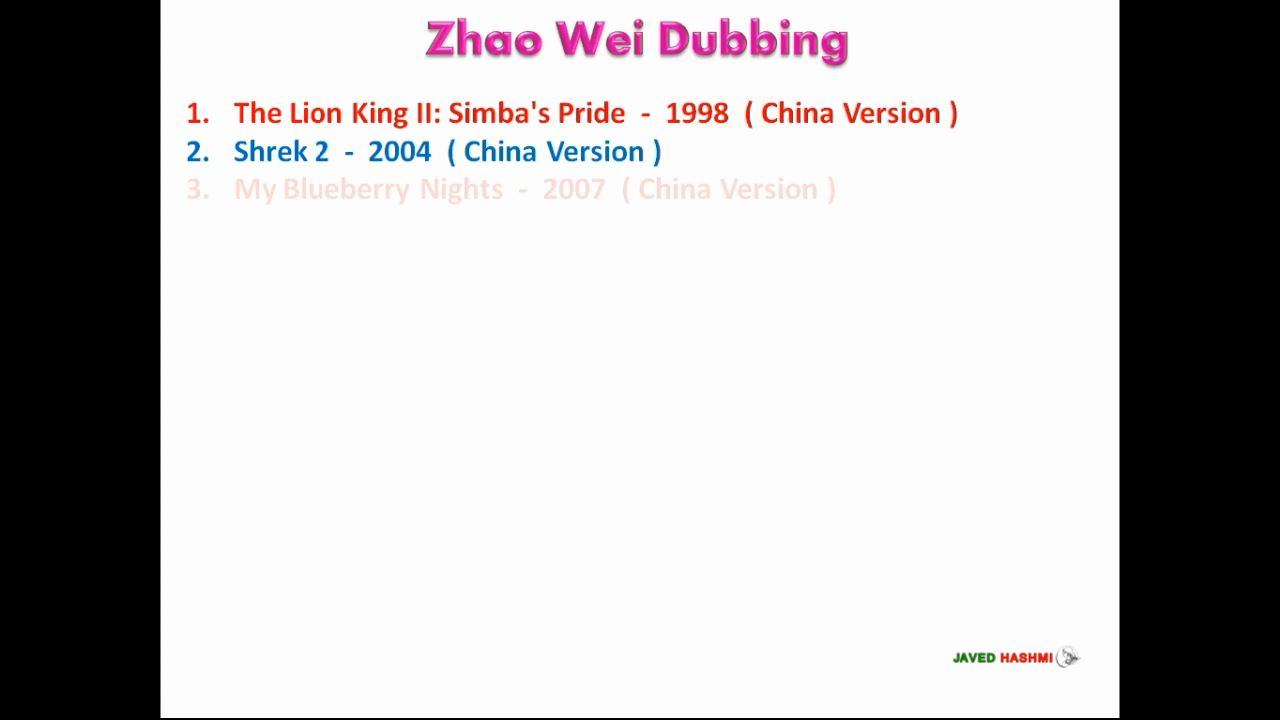 Zhao Wei Dubbing
1. The Lion King II: Simba's Pride - 1998 ( China Version )
2. Shrek 2 - 2004 ( China Version )
3. My Blueberry Nights - 2007 ( China Version )
JAVED HASHMI